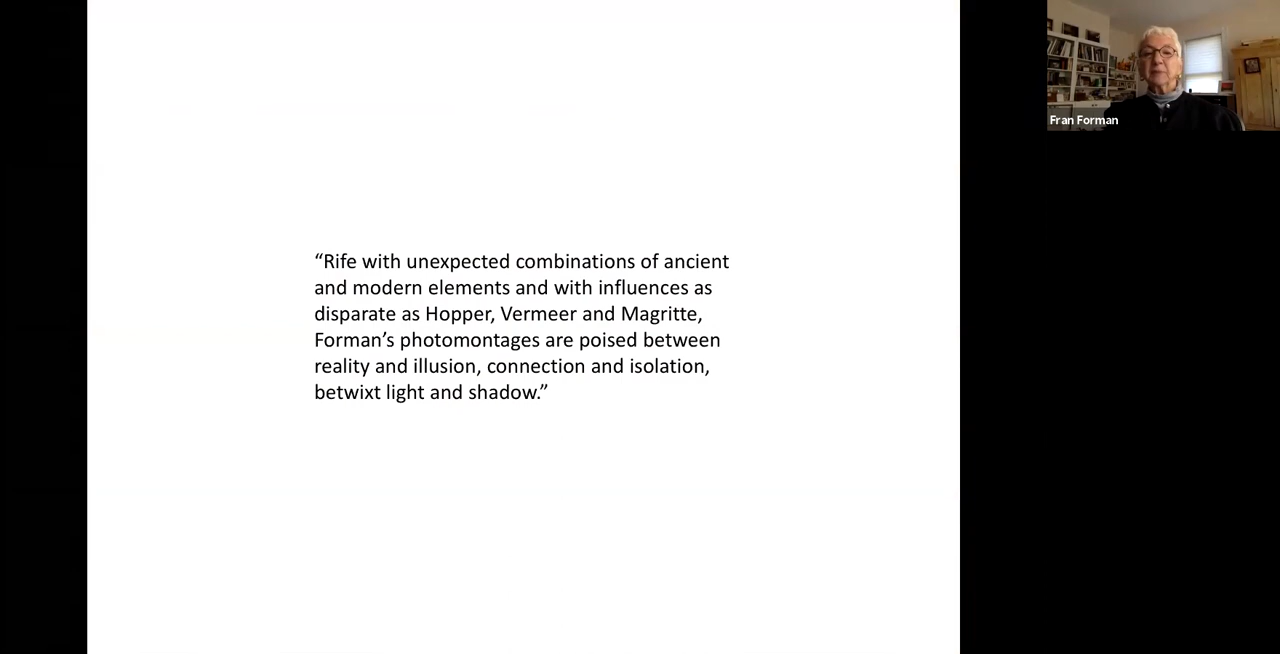 “Rife with unexpected combinations of ancient
and modern elements and with influences as
disparate as Hopper, Vermeer and Magritte,
Forman’s photomontages are poised between
reality and illusion, connection and isolation,
betwixt light and shadow.”
Fran Forman